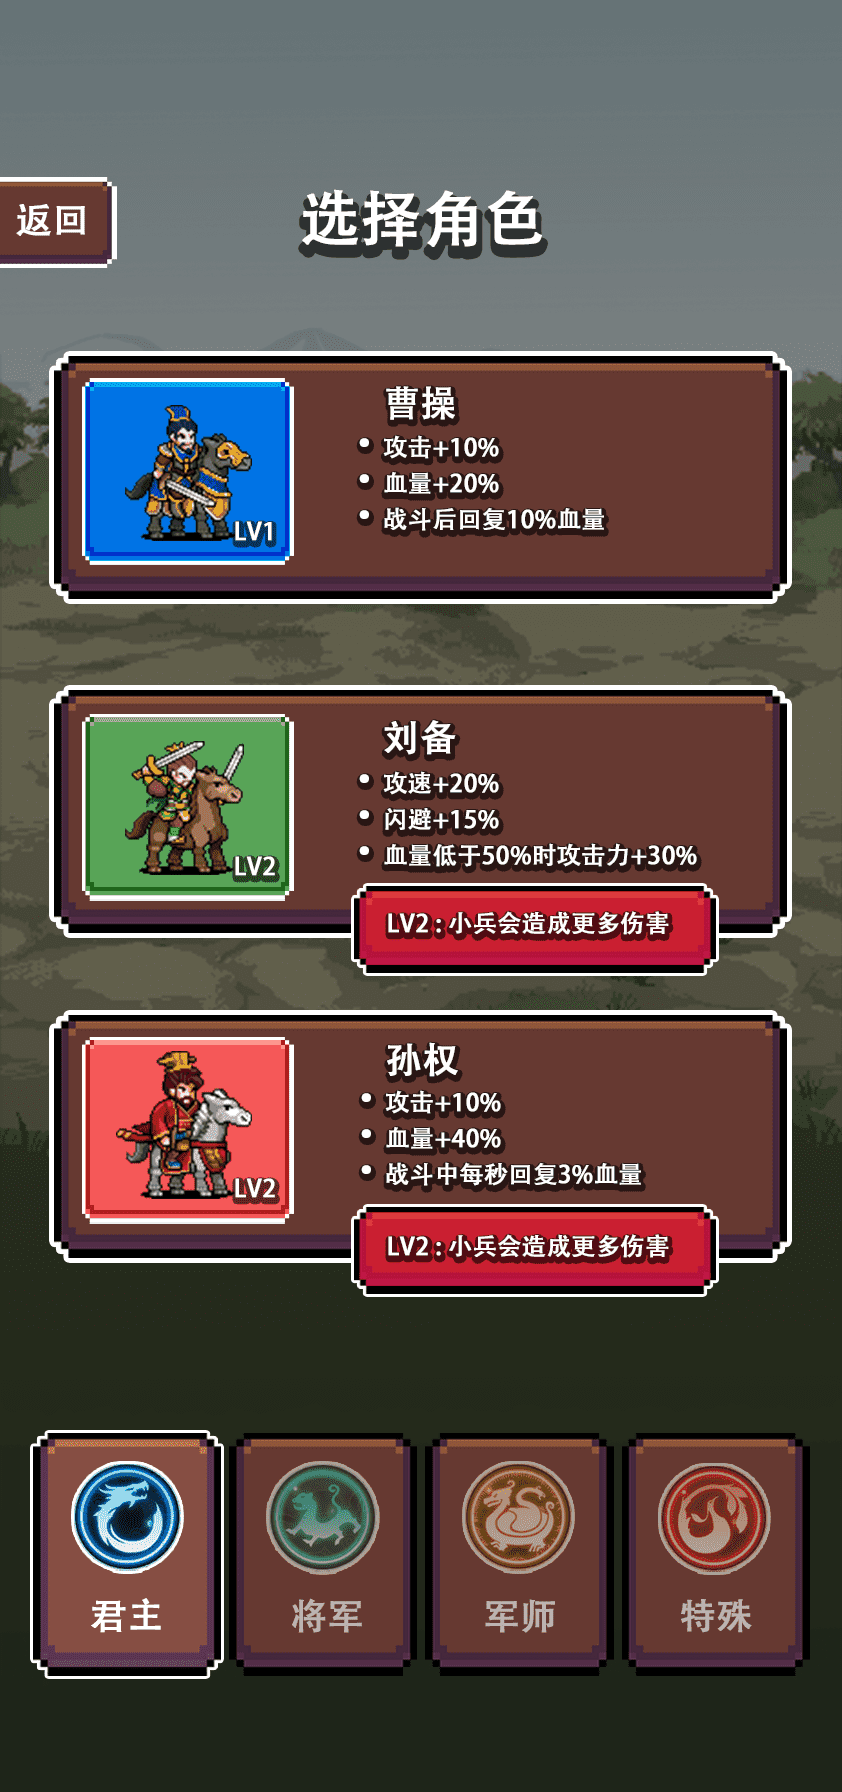 返回
选择角色
曹操
攻击+10%
血量+20%
战斗后回复10%血量
LV1
刘备
攻速+20%
闪避+15%
血量低于50%时攻击力+30%
LV2
LV2:小兵会造成更多伤害
孙权
攻击+10%
血量+40%
战斗中每秒回复3%血量
LV2
LV2:小兵会造成更多伤害
君主
将军
军师
特殊